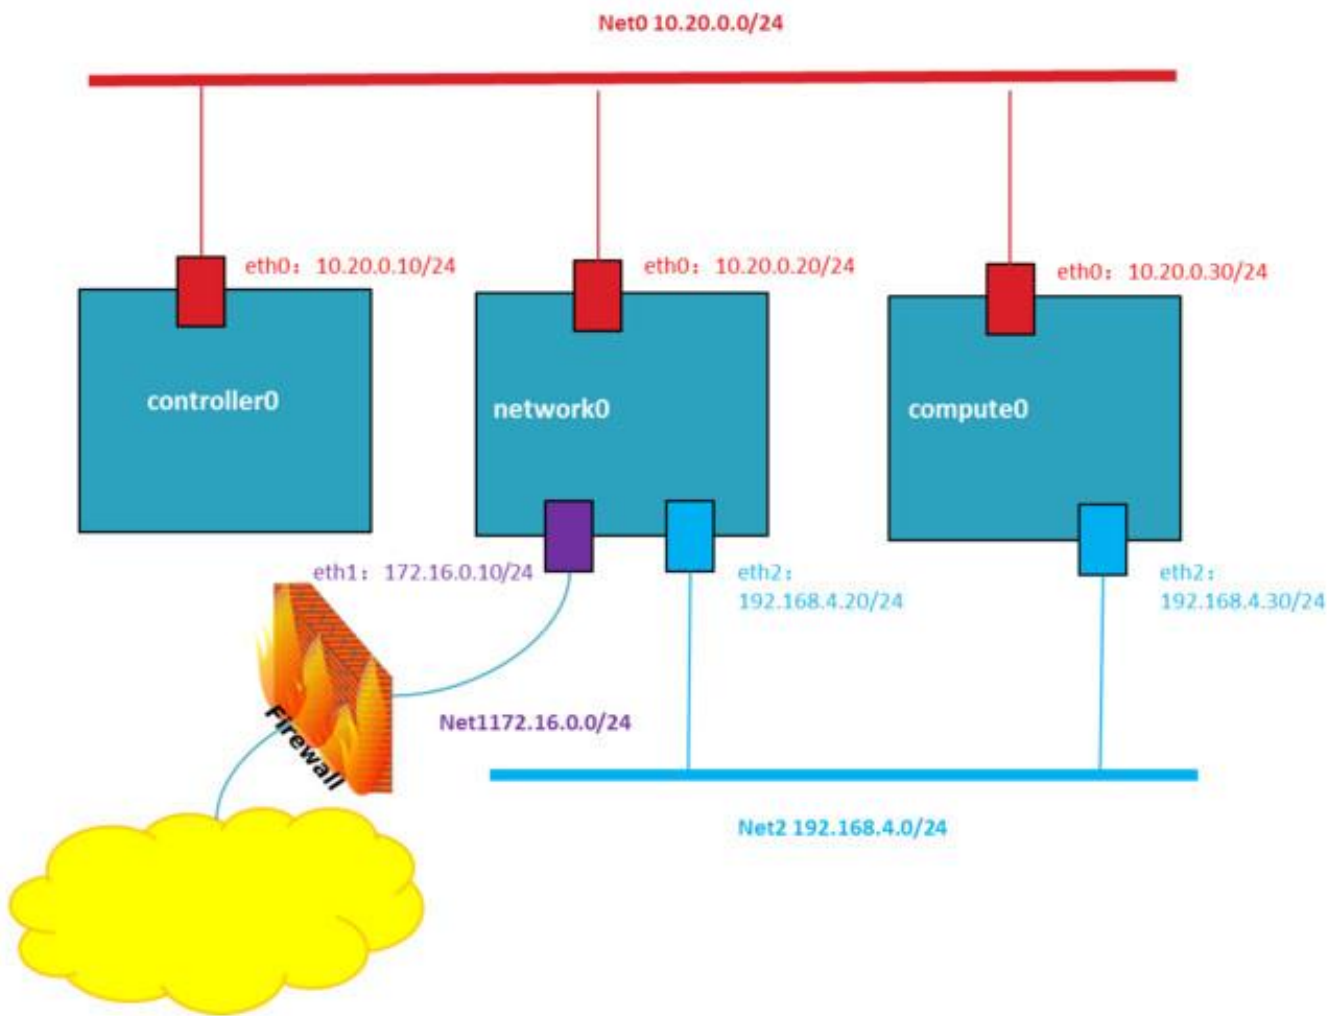 Net0 10.20.0.0/24
eth0：10.20.0.10/24
eth0：10.20.0.20/24
eth0：10.20.0.30/24
controller0
network0
compute0
eth1：172.16.0.10/24
eth2：
192.168.4.20/24
eth2：
192.168.4.30/24
Firewall
Net1172.16.0.0/24
Net2 192.168.4.0/24